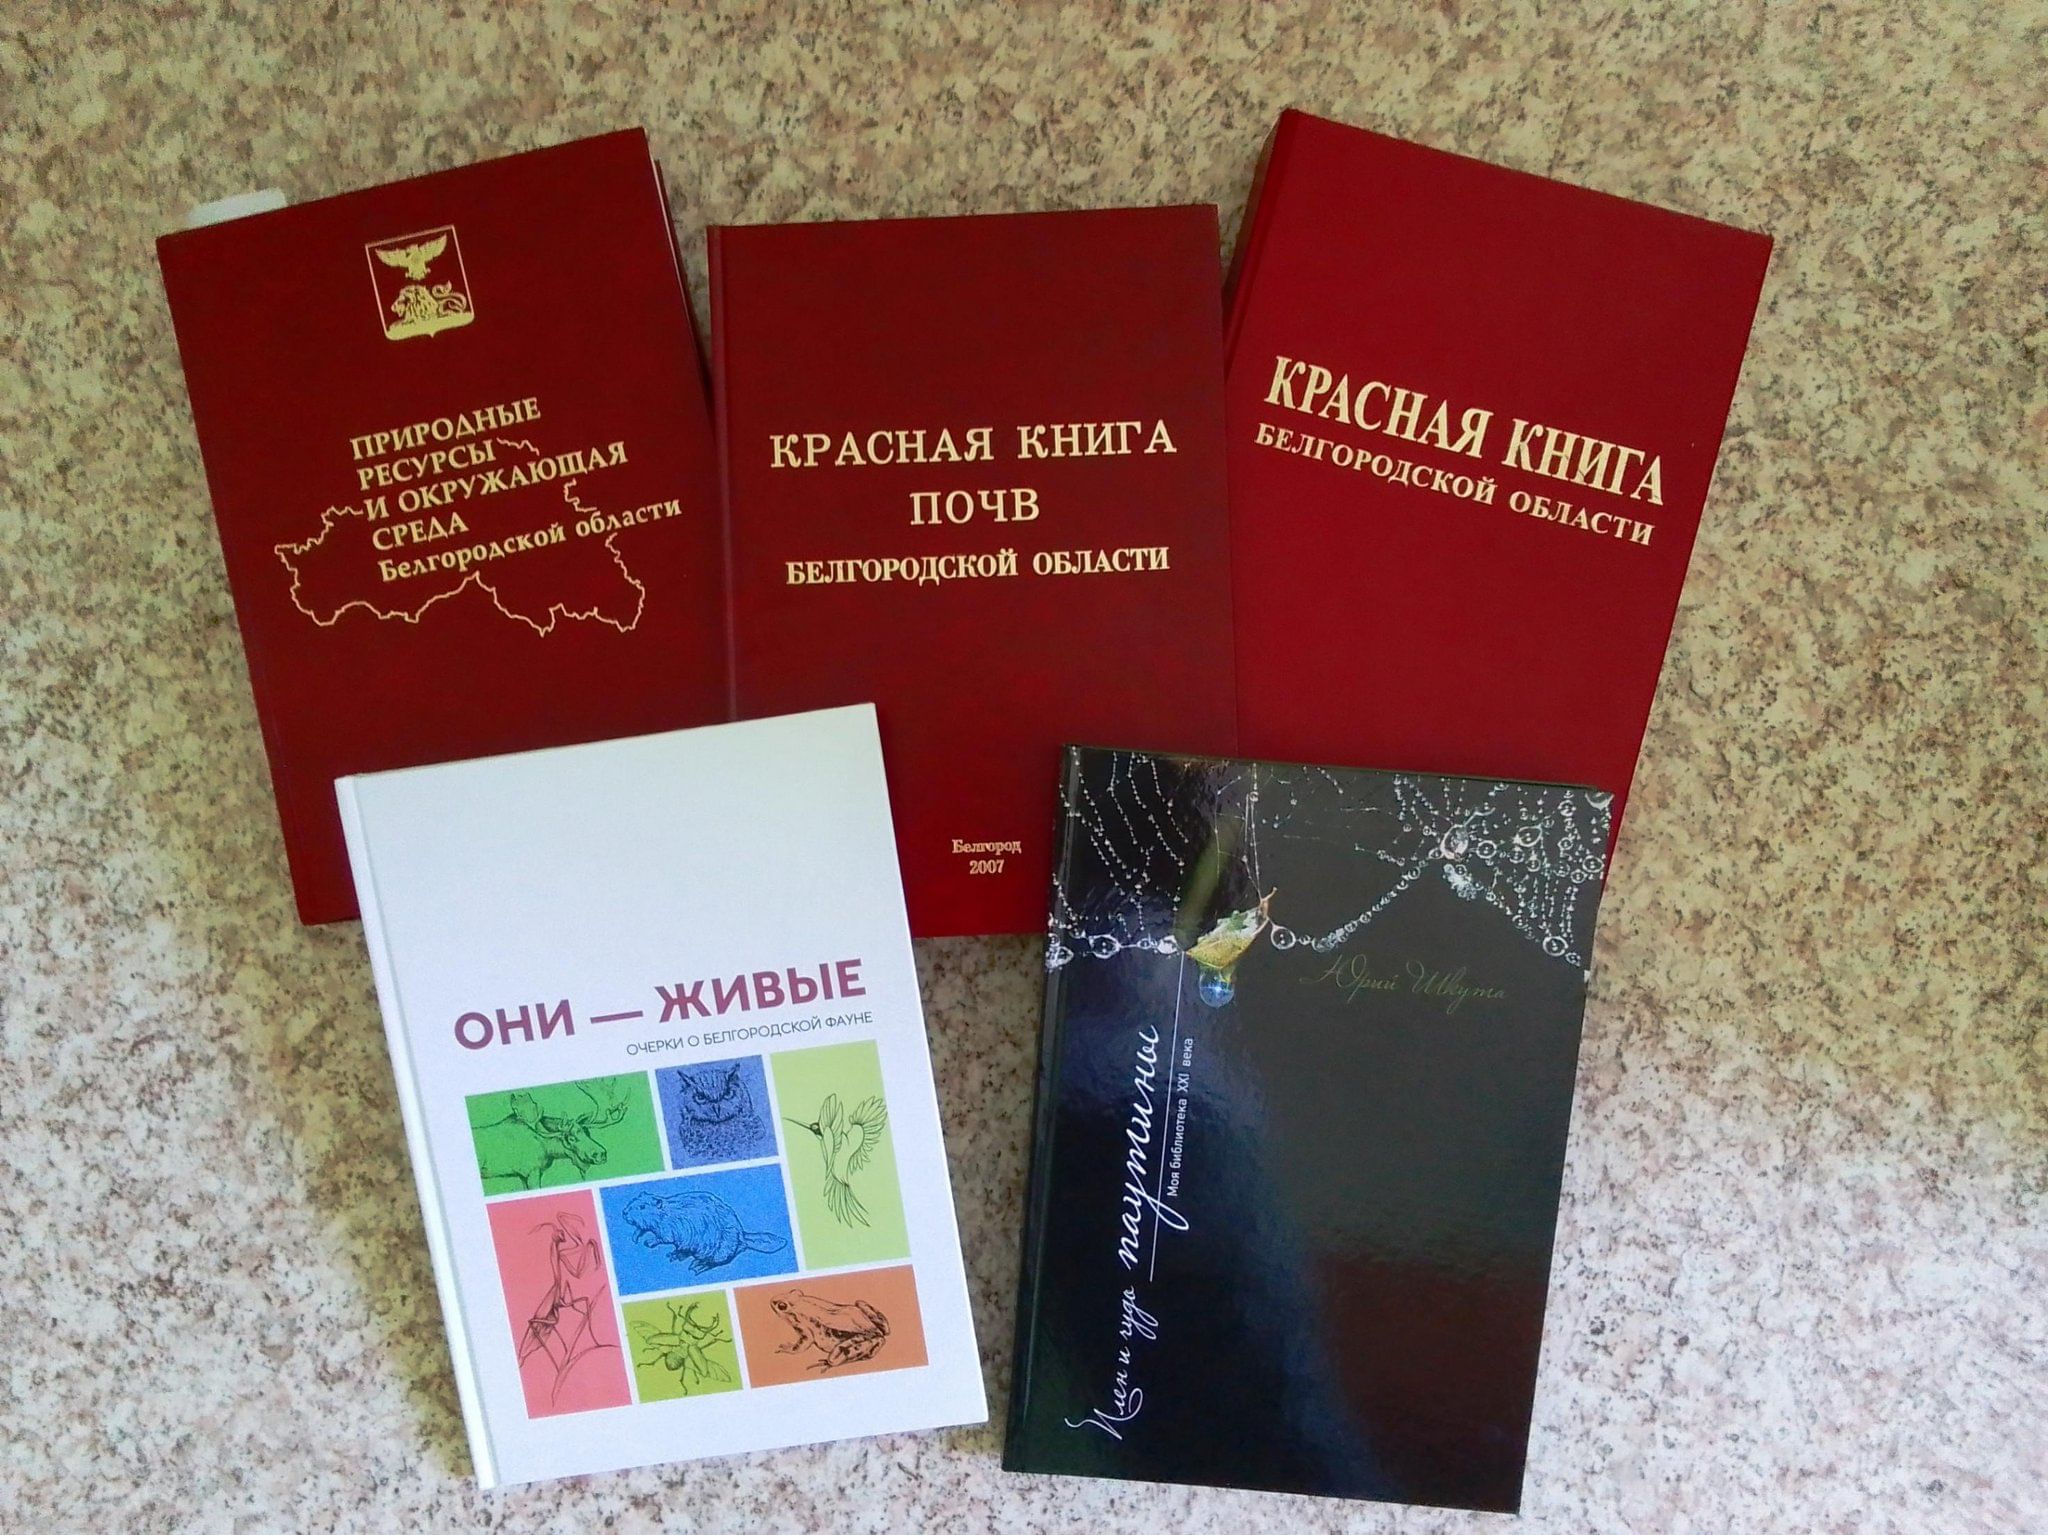 ПРИРОДНЫЕ
РЕСУРСЫ
И ОКРУЖАЮЩАЯ
СРЕДА
Белгородской области
КРАСНАЯ КНИГА
ПОЧВ
БЕЛГОРОДСКОЙ ОБЛАСТИ
Белгород
2007
КРАСНАЯ КНИГА
БЕЛГОРОДСКОЙ ОБЛАСТИ
ОНИ — ЖИВЫЕ
ОЧЕРКИ О БЕЛГОРОДСКОЙ ФАУНЕ
Юрий Шкута
Плен и чудо паутины
Моя библиотека XXI века